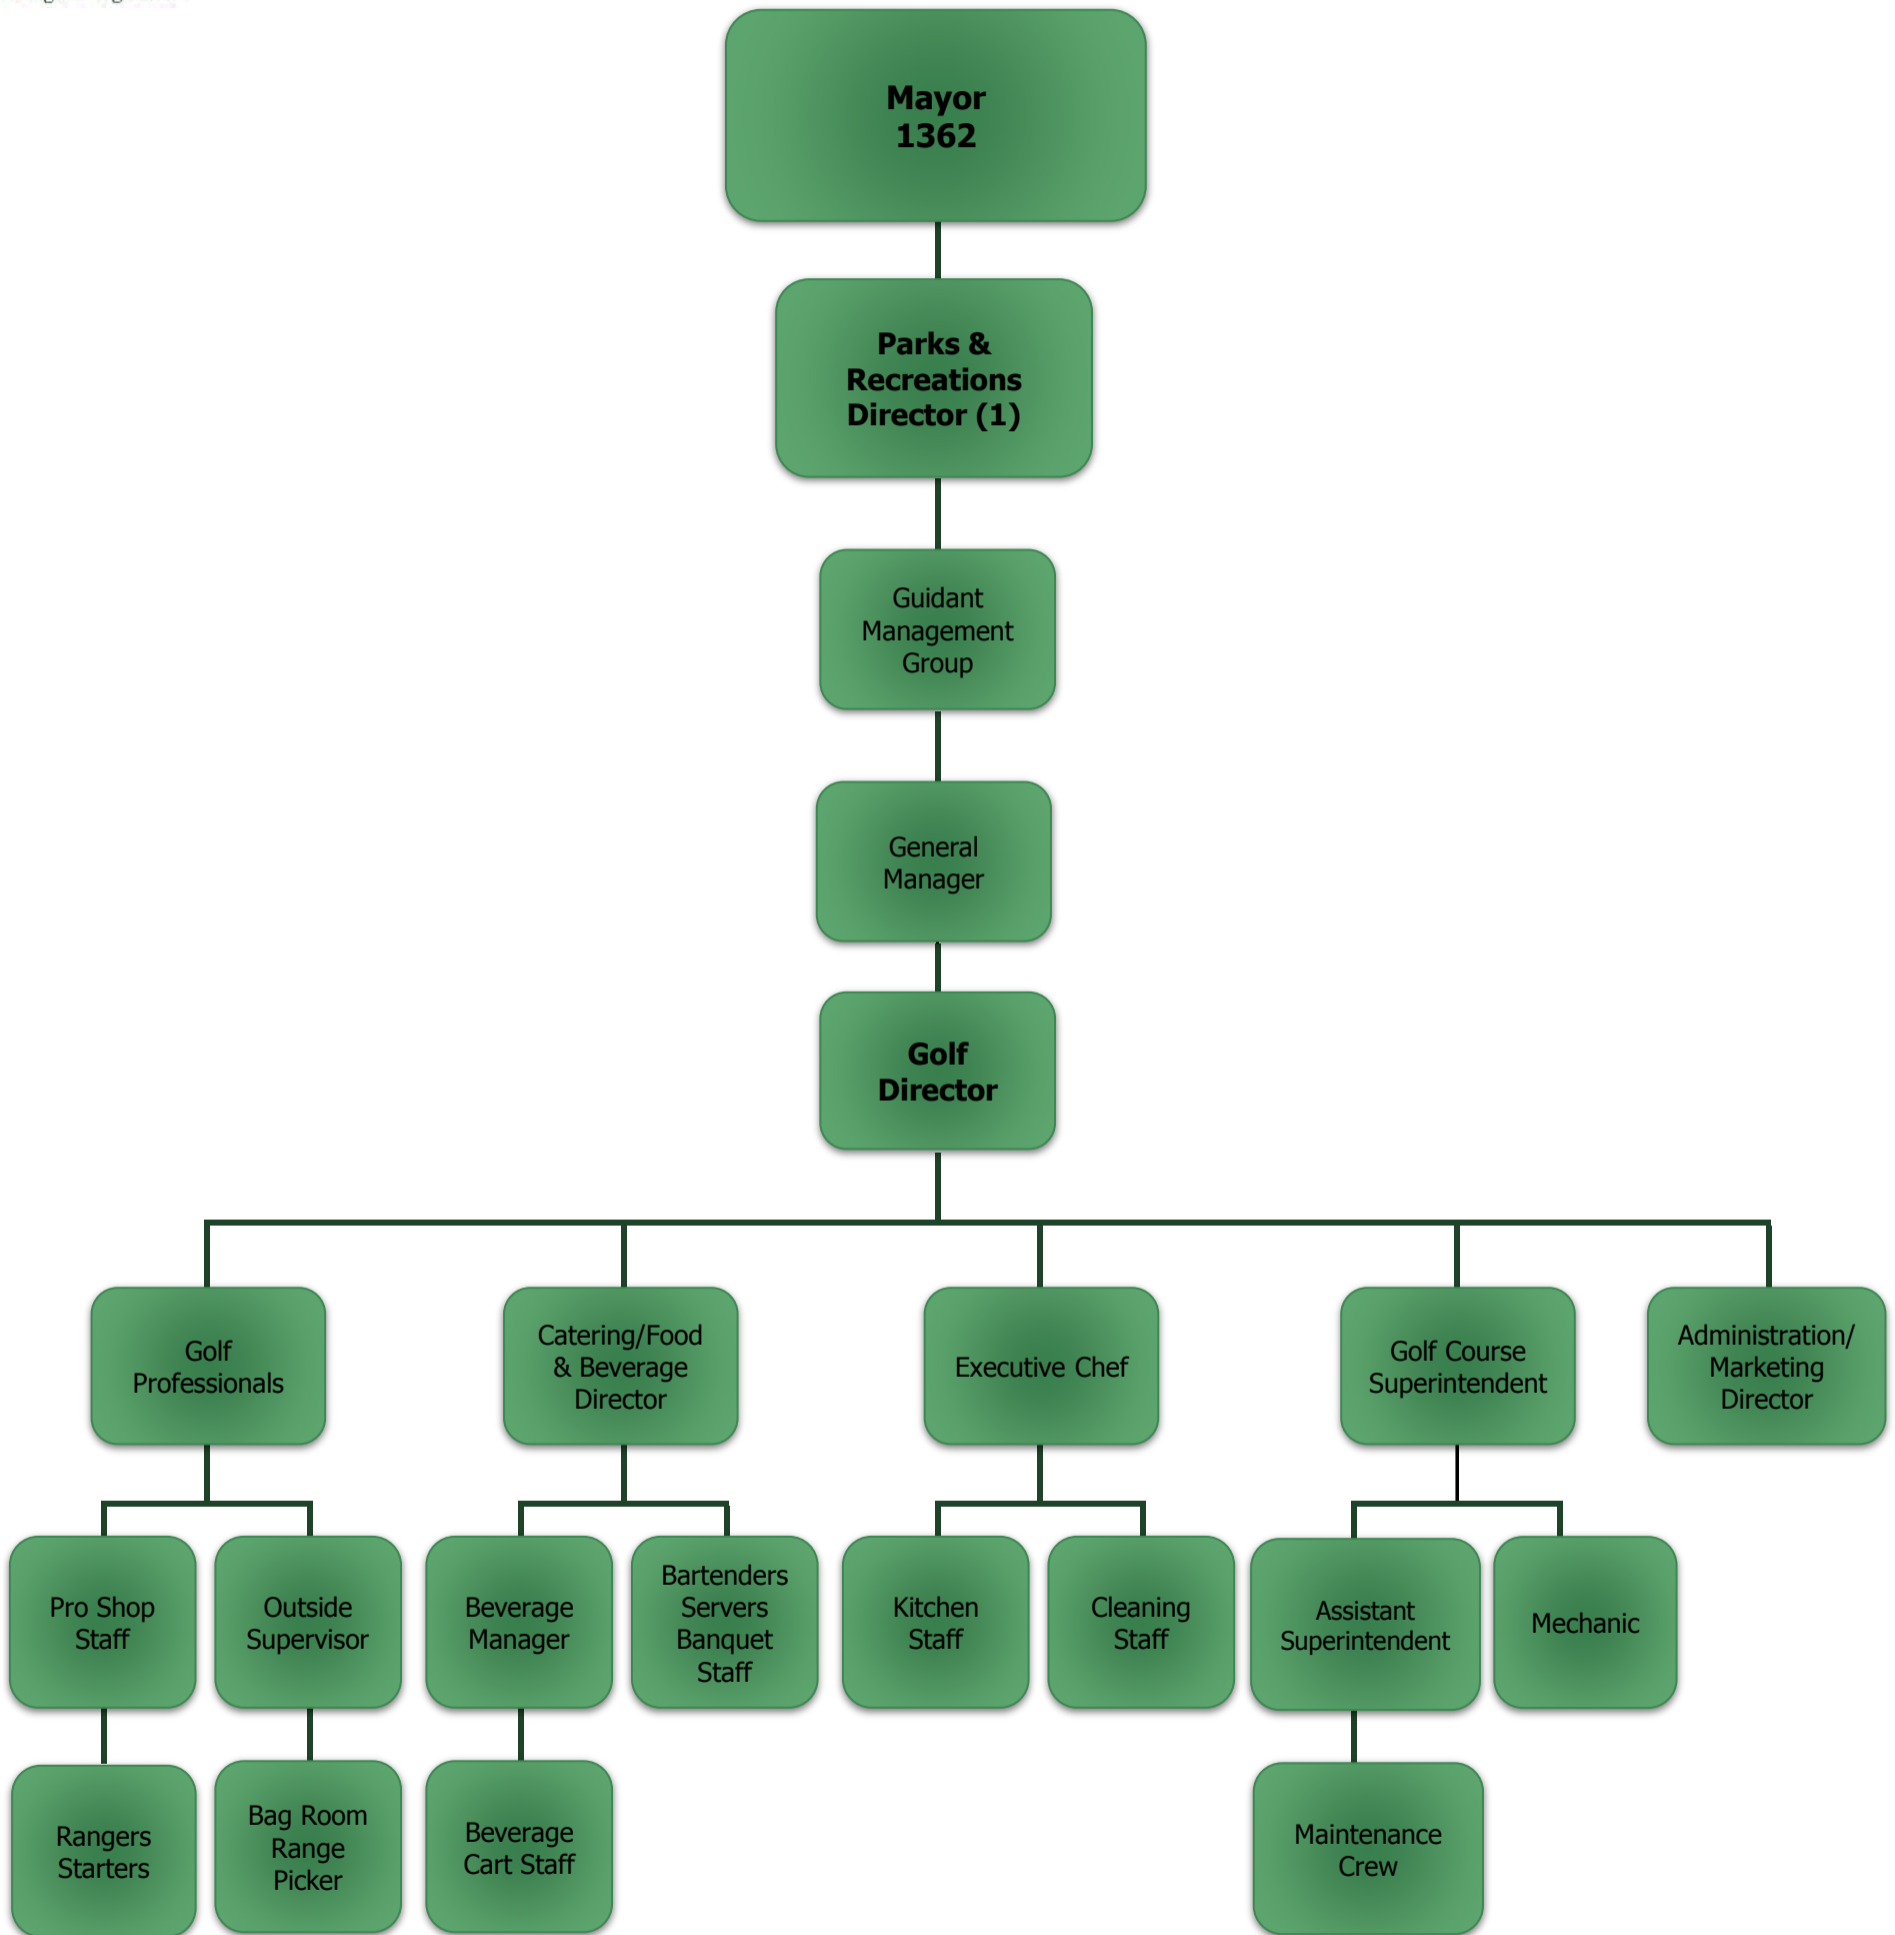 Mayor
1362
Parks &
Recreations
Director (1)
Guidant
Management
Group
General
Manager
Golf
Director
Golf
Professionals
Catering/Food
& Beverage
Director
Executive Chef
Golf Course
Superintendent
Administration/
Marketing
Director
Pro Shop
Staff
Outside
Supervisor
Beverage
Manager
Bartenders
Servers
Banquet
Staff
Kitchen
Staff
Cleaning
Staff
Assistant
Superintendent
Mechanic
Rangers
Starters
Bag Room
Range
Picker
Beverage
Cart Staff
Maintenance
Crew